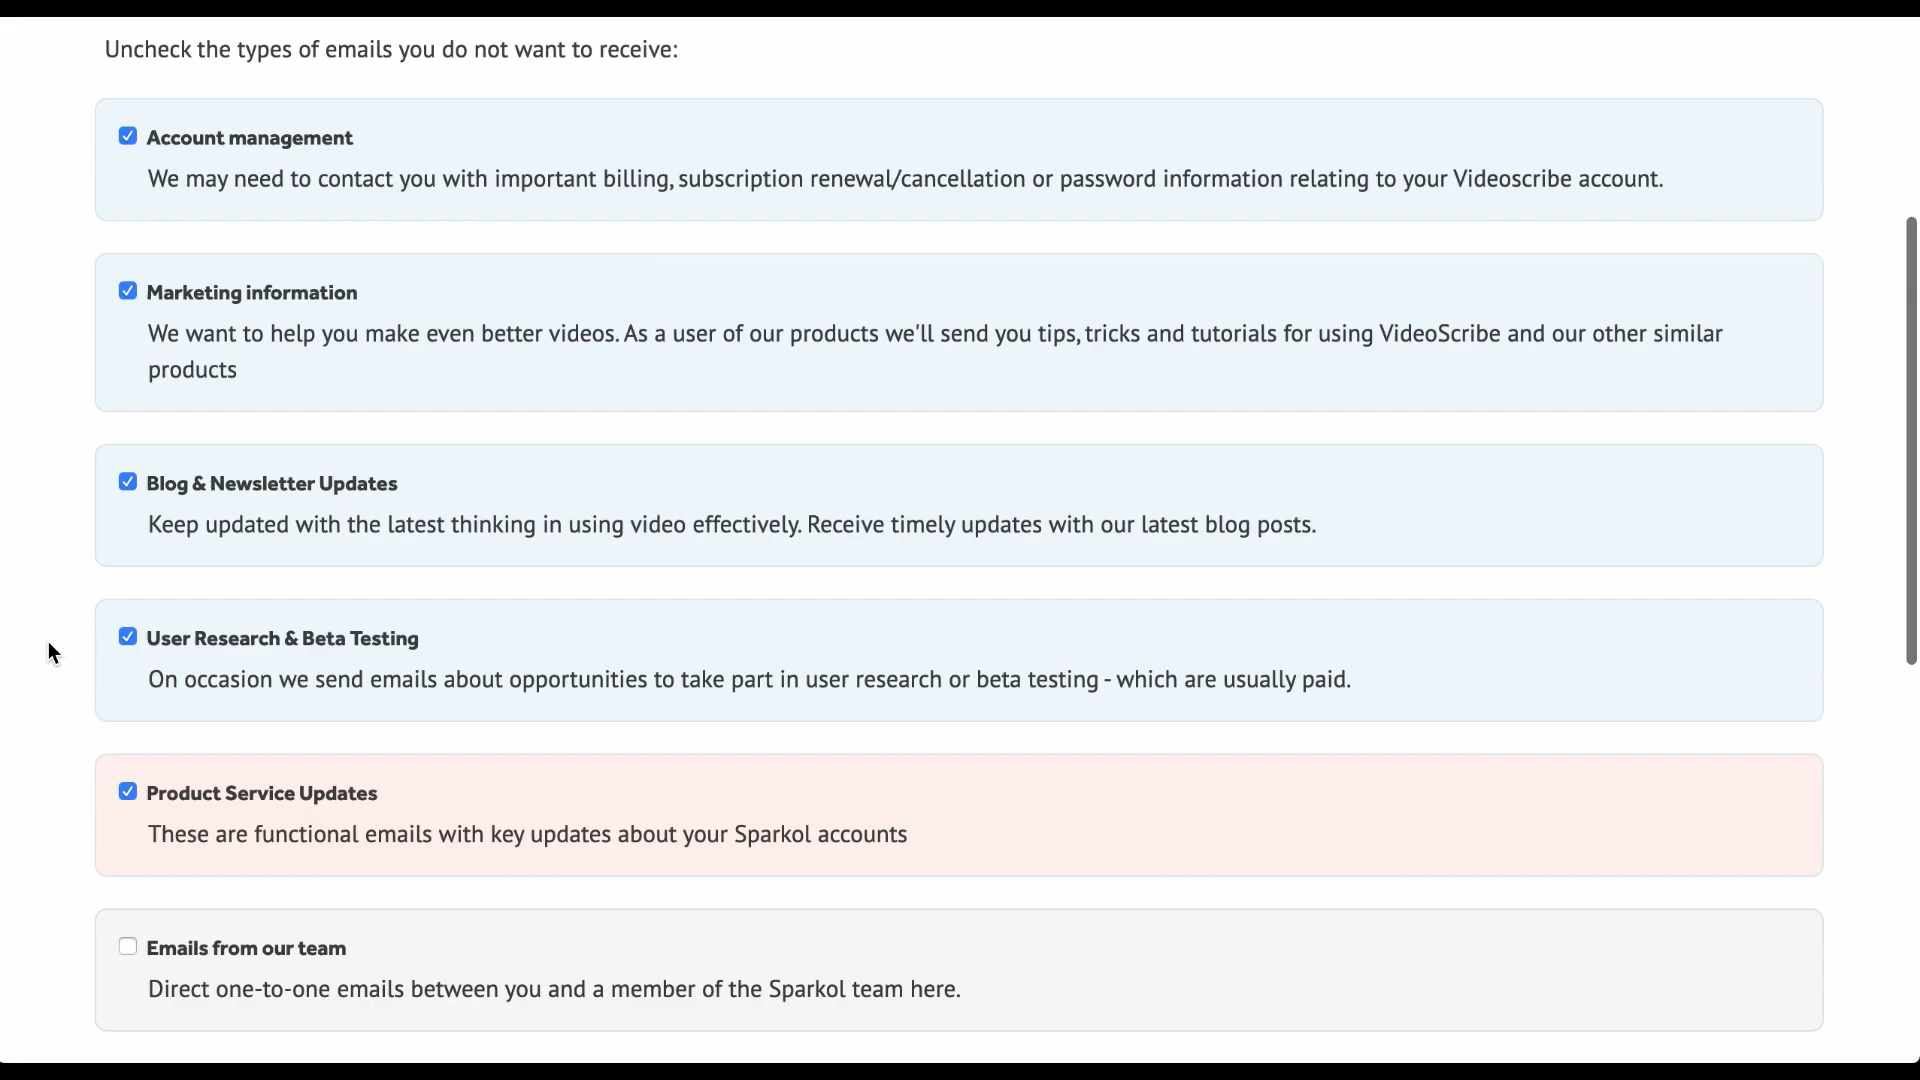 Uncheck the types of emails you do not want to receive:
Account management
We may need to contact you with important billing, subscription renewal/cancellation or password information relating to your Videoscribe account.
Marketing information
We want to help you make even better videos. As a user of our products we'll send you tips, tricks and tutorials for using VideoScribe and our other similar
products
Blog & Newsletter Updates
Keep updated with the latest thinking in using video effectively. Receive timely updates with our latest blog posts.
User Research & Beta Testing
On occasion we send emails about opportunities to take part in user research or beta testing - which are usually paid.
Product Service Updates
These are functional emails with key updates about your Sparkol accounts
Emails from our team
Direct one-to-one emails between you and a member of the Sparkol team here.